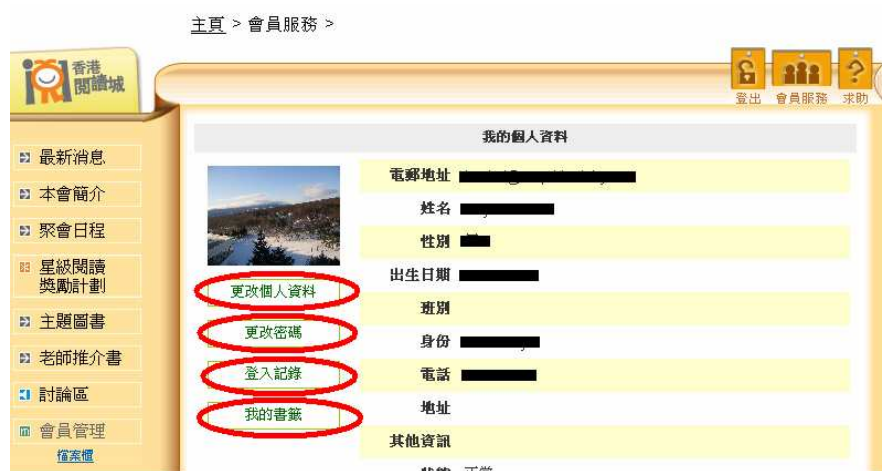 主頁 > 會員服務 >
香港
閱讀城
登出 會員服務 求助
最新消息
本會簡介
聚會日程
星級閱讀
獎勵計劃
主題圖書
老師推介書
討論區
會員管理
檔案櫃
我的個人資料
更改個人資料
更改密碼
登入記錄
我的書籤
電郵地址
姓名
性別
出生日期
班別
身份
電話
地址
其他資訊
狀態 正常